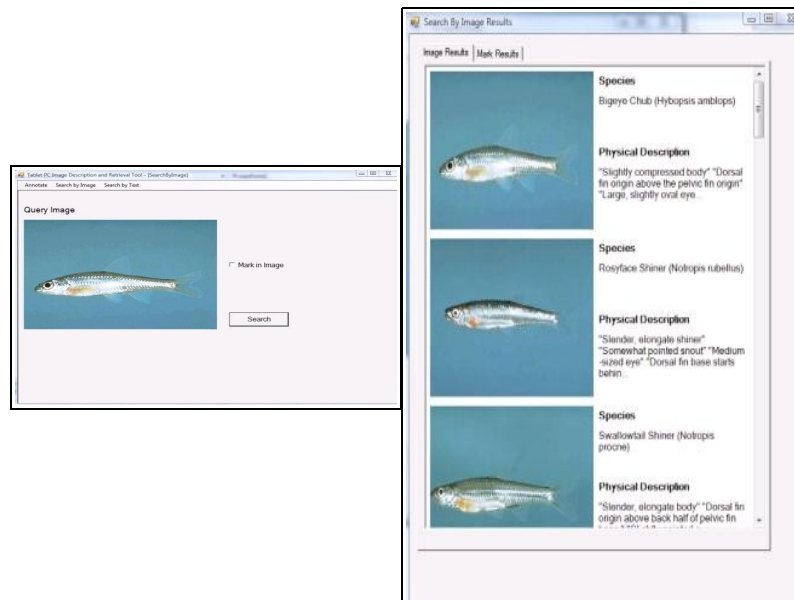 Tablet PC Image Description and Retrieval Tool - [SearchByImage]
Annotate Search by Image Search by Text
Query Image
Mark in Image
Search
Search By Image Results
Image Results Mark Results
Species
Bigeye Chub (Hybopsis amblops)
Physical Description
"Slightly compressed body" "Dorsal
fin origin above the pelvic fin origin"
"Large, slightly oval eye...
Species
Rosyface Shiner (Notropis rubellus)
Physical Description
"Slender, elongate shiner"
"Somewhat pointed snout" "Medium
-sized eye" "Dorsal fin base starts
behin...
Species
Swallowtail Shiner (Notropis
procne)
Physical Description
"Slender, elongate body" "Dorsal fin
origin above back half of pelvic fin